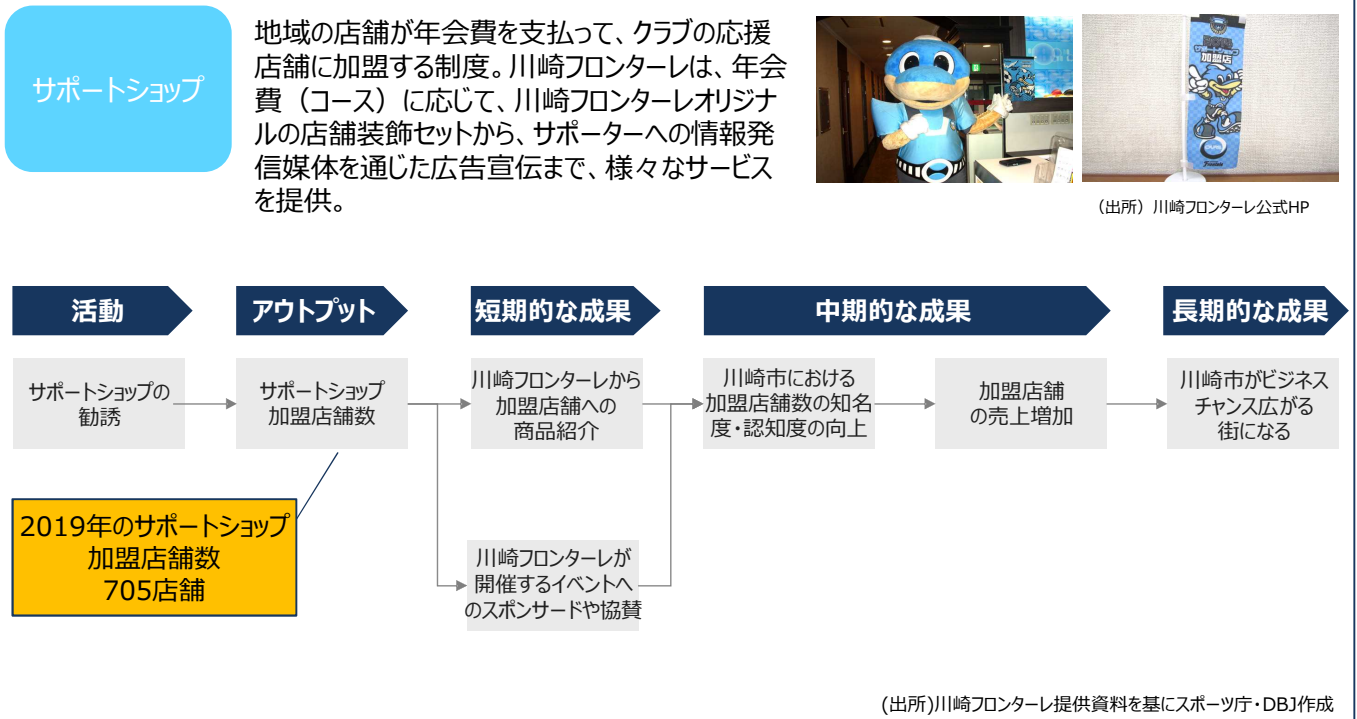 サポートショップ
地域の店舗が年会費を支払って、クラブの応援
店舗に加盟する制度。川崎フロンターレは、年会
費（コース）に応じて、川崎フロンターレオリジナ
ルの店舗装飾セットから、サポーターへの情報発
信媒体を通じた広告宣伝まで、様々なサービス
を提供。
サポートショップ
加盟店
（出所）川崎フロンターレ公式HP
活動
アウトプット
短期的な成果
中期的な成果
長期的な成果
サポートショップの
勧誘
サポートショップ
加盟店舗数
川崎フロンターレから
加盟店舗への
商品紹介
川崎市における
加盟店舗数の知名
度・認知度の向上
加盟店舗
の売上増加
川崎市がビジネス
チャンス広がる
街になる
2019年のサポートショップ
加盟店舗数
705店舗
川崎フロンターレが
開催するイベントへ
のスポンサードや協賛
(出所)川崎フロンターレ提供資料を基にスポーツ庁・DBJ作成